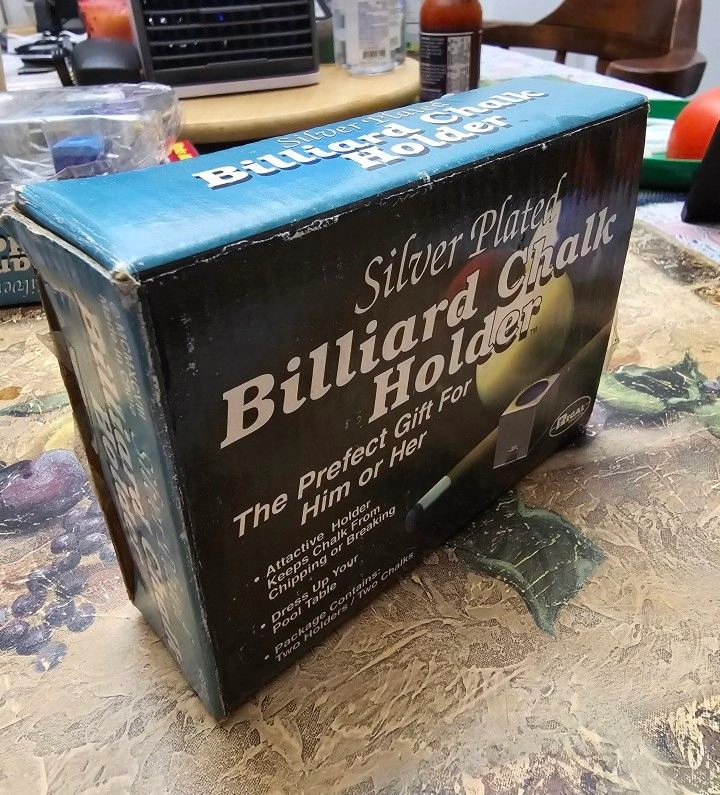 Silver Plated
Billiard Chalk
Holder
Silver Plated
Billiard Chalk
Holder™
The Prefect Gift For
Him or Her
• Attactive Holder
Keeps Chalk From
Chipping or Breaking
• Dress Up Your
Pool Table
• Package Contains:
Two Holders / Two Chalks